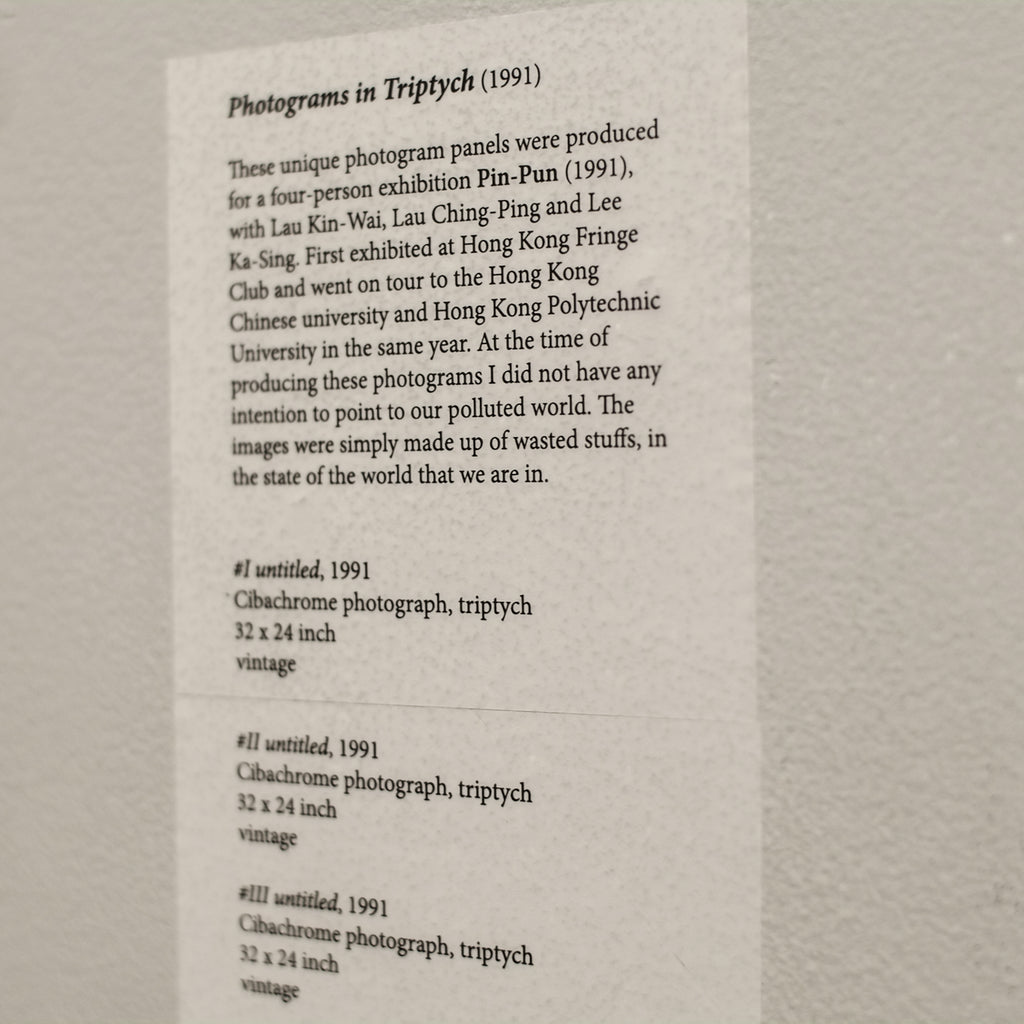 Photograms in Triptych (1991)
These unique photogram panels were produced
for a four-person exhibition Pin-Pun (1991),
with Lau Kin-Wai, Lau Ching-Ping and Lee
Ka-Sing. First exhibited at Hong Kong Fringe
Club and went on tour to the Hong Kong
Chinese university and Hong Kong Polytechnic
University in the same year. At the time of
producing these photograms I did not have any
intention to point to our polluted world. The
images were simply made up of wasted stuffs, in
the state of the world that we are in.
#I untitled, 1991
Cibachrome photograph, triptych
32 x 24 inch
vintage
#II untitled, 1991
Cibachrome photograph, triptych
32 x 24 inch
vintage
#III untitled, 1991
Cibachrome photograph, triptych
32 x 24 inch
vintage